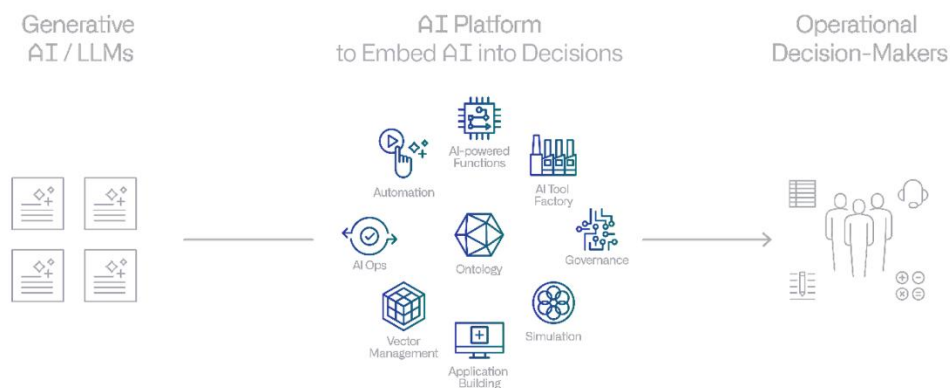 Generative
AI / LLMs
AI Platform
to Embed AI into Decisions
Operational
Decision-Makers
AI-powered
Functions
Automation
AI Tool
Factory
AI Ops
Ontology
Governance
Vector
Management
Simulation
Application
Building